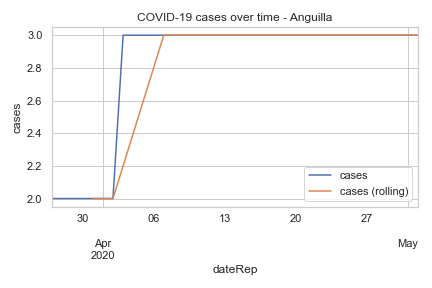 COVID-19 cases over time - Anguilla
cases
3.0
2.8
2.6
2.4
2.2
2.0
cases
cases (rolling)
30 06 13 20 27
Apr May
2020
dateRep